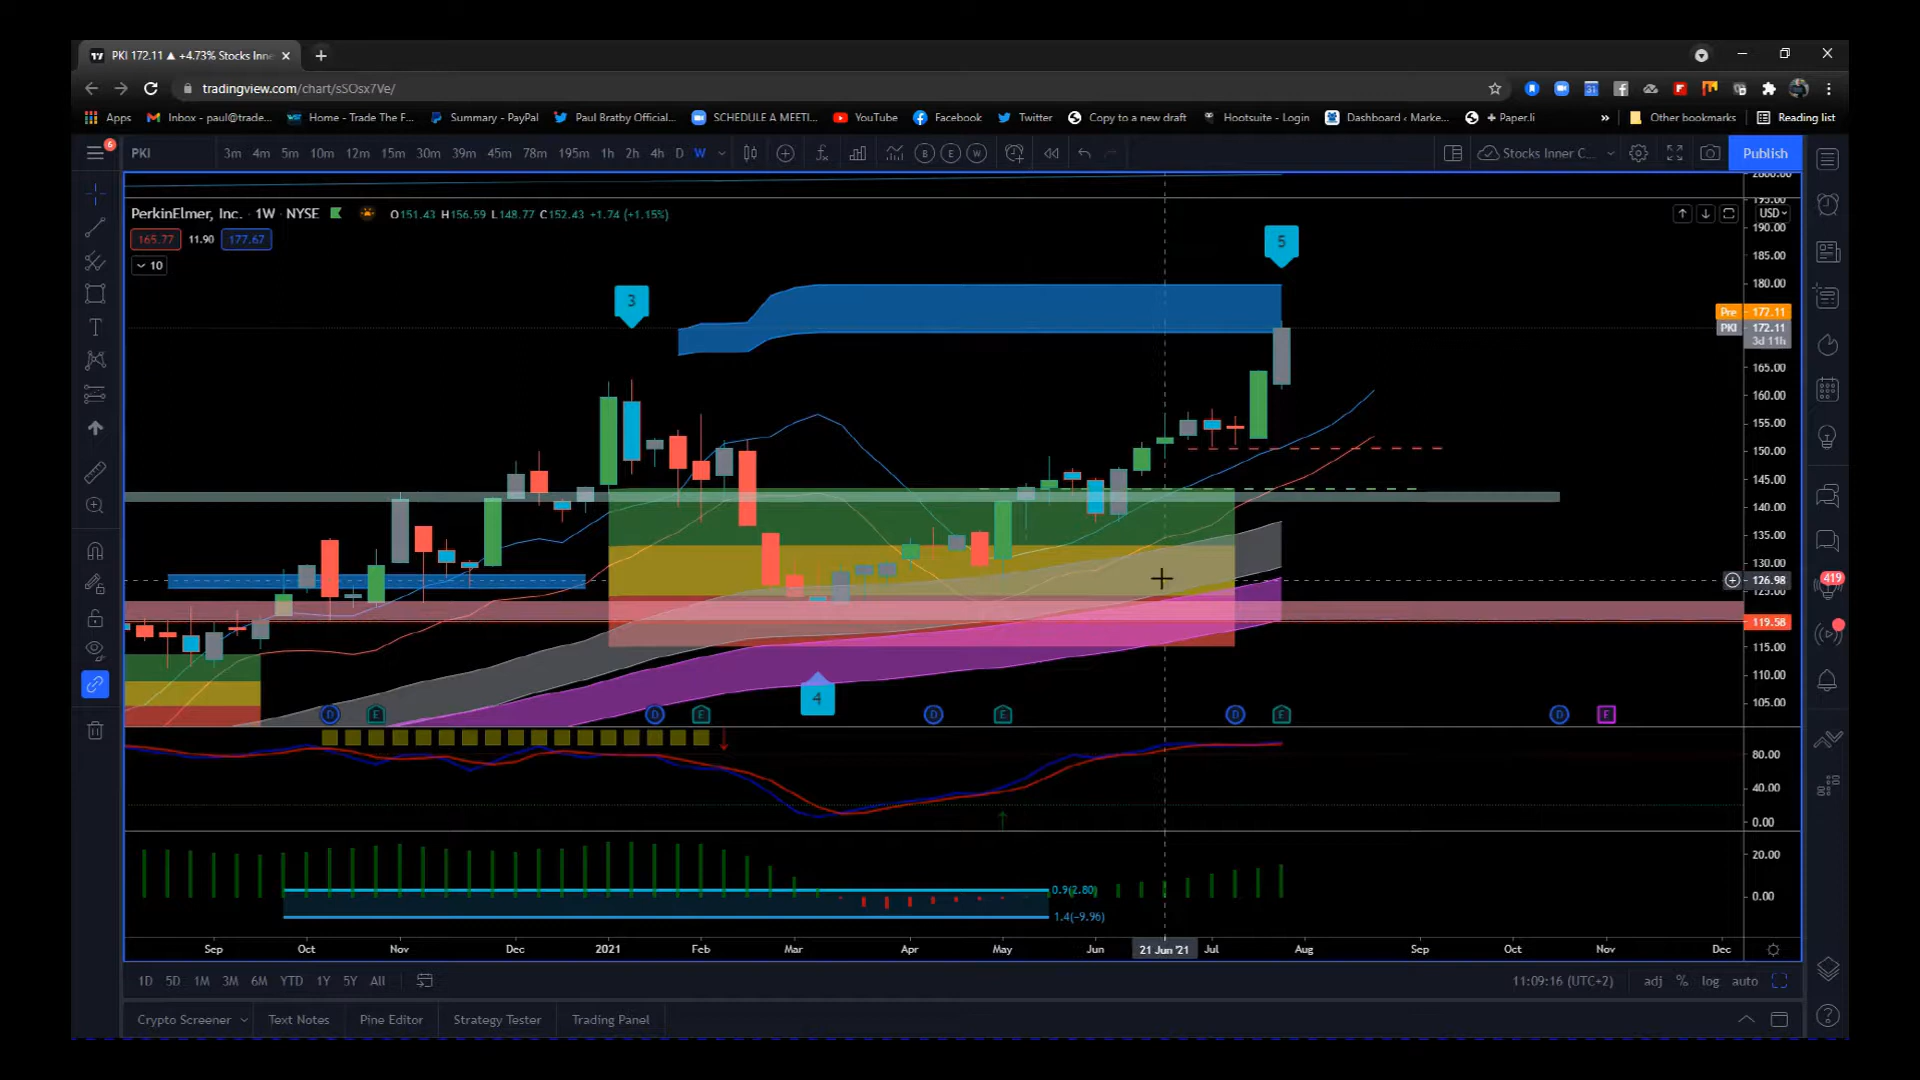 PKI 172.11 ▲ +4.73% Stocks Inne
tradingview.com/chart/sSOsx7Ve/
Apps Inbox - paul@trade... Home - Trade The F... Summary - PayPal Paul Bratby Official... SCHEDULE A MEETI... YouTube Facebook Twitter Copy to a new draft Hootsuite - Login Dashboard ‹ Marke... + Paper.li » Other bookmarks Reading list
6
PKI 3m 4m 5m 10m 12m 15m 30m 39m 45m 78m 195m 1h 2h 4h D W B E W Stocks Inner C... Publish
2800.00
195.00
PerkinElmer, Inc. · 1W · NYSE O151.43 H156.59 L148.77 C152.43 +1.74 (+1.15%) USD
165.77 11.90 177.67
10
190.00
185.00
180.00
Pre 172.11
PKI 172.11
3d 11h
165.00
160.00
155.00
150.00
145.00
140.00
135.00
130.00
126.98
125.00
119.58
115.00
110.00
105.00
3
5
4
419
D E D E D E D E D E
80.00
40.00
0.00
20.00
0.00
0.9(2.80)
1.4(-9.96)
Sep Oct Nov Dec 2021 Feb Mar Apr May Jun 21 Jun '21 Jul Aug Sep Oct Nov Dec
1D 5D 1M 3M 6M YTD 1Y 5Y All 11:09:16 (UTC+2) adj % log auto
Crypto Screener Text Notes Pine Editor Strategy Tester Trading Panel